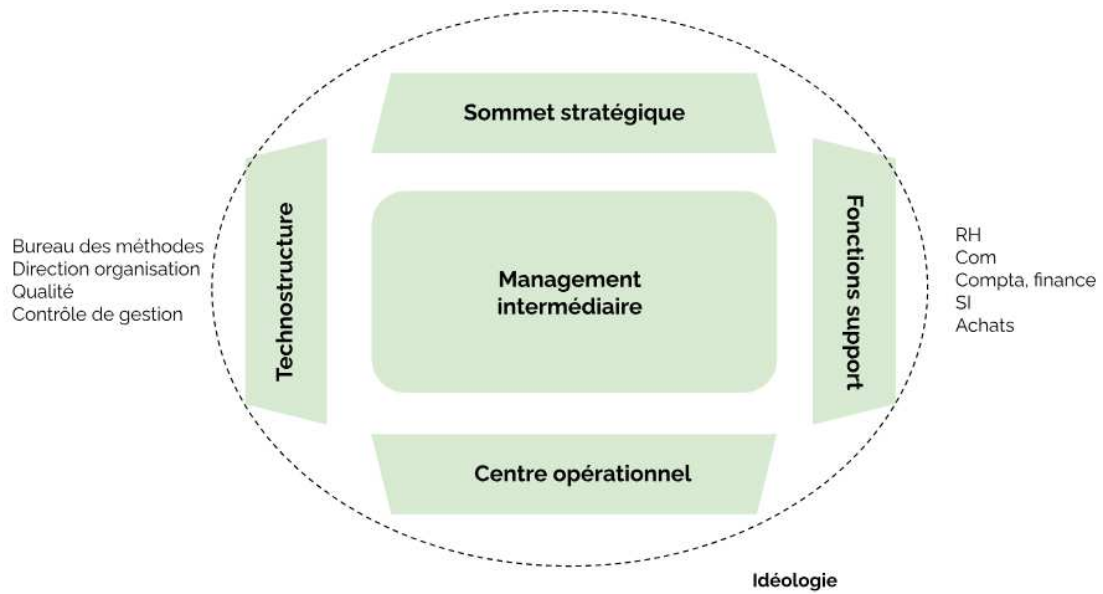 Sommet stratégique
Technostructure
Bureau des méthodes
Direction organisation
Qualité
Contrôle de gestion
Management
intermédiaire
Fonctions support
RH
Com
Compta, finance
SI
Achats
Centre opérationnel
Idéologie